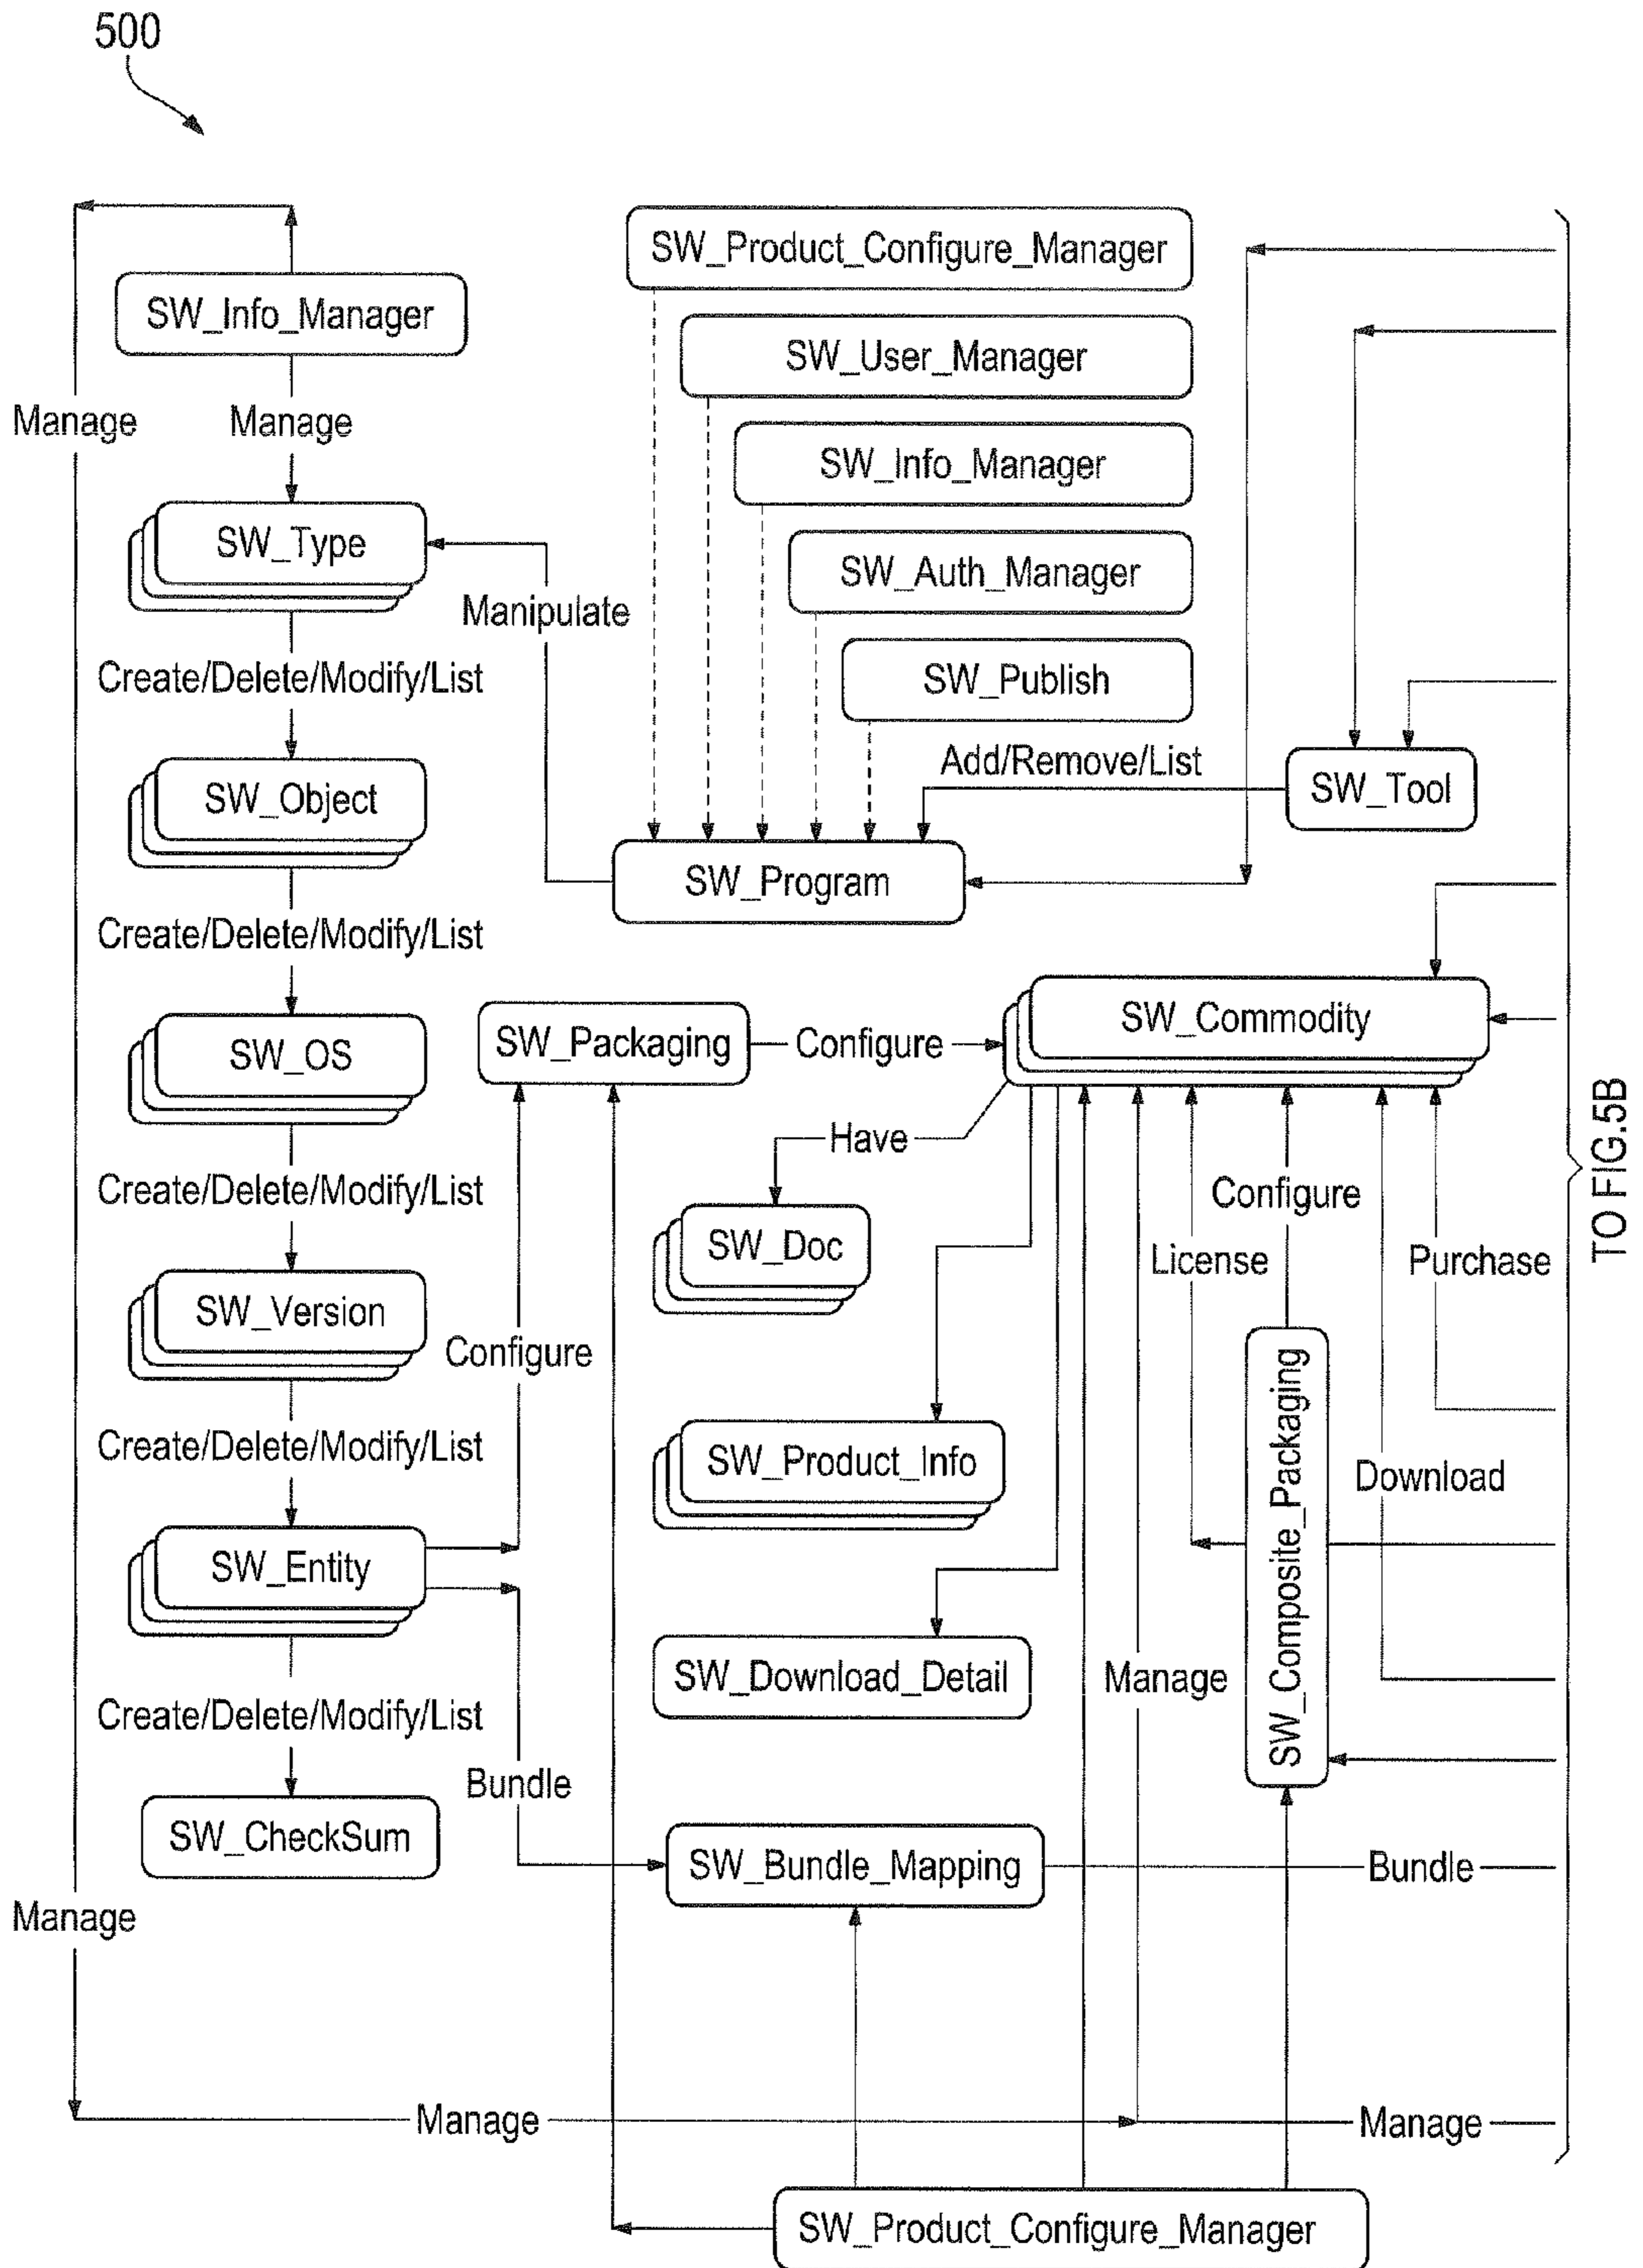 500
SW_Product_Configure_Manager
SW_Info_Manager
SW_User_Manager
Manage
Manage
SW_Info_Manager
SW_Type
SW_Auth_Manager
Manipulate
Create/Delete/Modify/List
SW_Publish
Add/Remove/List
SW_Object
SW_Tool
SW_Program
Create/Delete/Modify/List
SW_Commodity
SW_OS
SW_Packaging
Configure
Have
Create/Delete/Modify/List
Configure
SW_Doc
License
Purchase
TO FIG.5B
SW_Version
Configure
SW_Composite_Packaging
Create/Delete/Modify/List
SW_Product_Info
Download
SW_Entity
SW_Download_Detail
Manage
Create/Delete/Modify/List
Bundle
SW_CheckSum
SW_Bundle_Mapping
Bundle
Manage
Manage
Manage
SW_Product_Configure_Manager